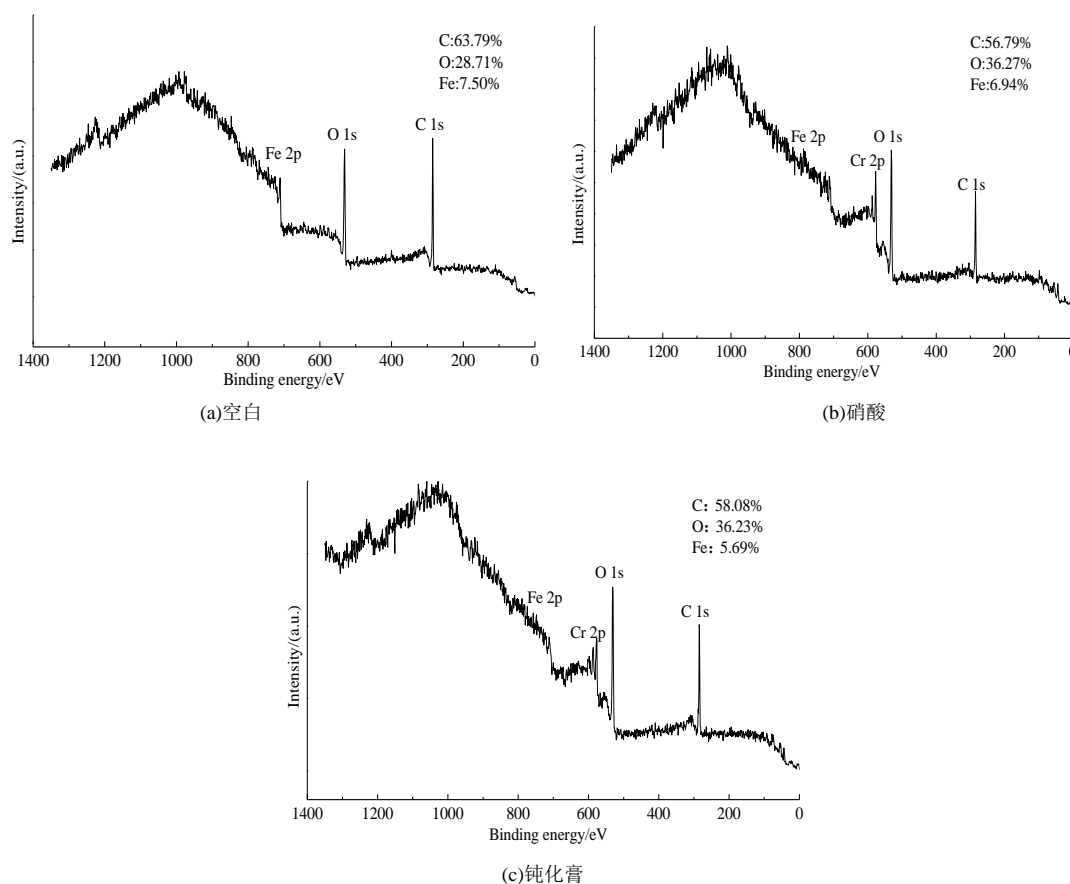 C:63.79%
O:28.71%
Fe:7.50%
C 1s
O 1s
Fe 2p
Intensity/(a.u.)
1400 1200 1000 800 600 400 200 0
Binding energy/eV
(a)空白
C:56.79%
O:36.27%
Fe:6.94%
Fe 2p
O 1s
Cr 2p
C 1s
Intensity/(a.u.)
1400 1200 1000 800 600 400 200 0
Binding energy/eV
(b)硝酸
C: 58.08%
O: 36.23%
Fe: 5.69%
O 1s
Fe 2p
C 1s
Cr 2p
Intensity/(a.u.)
1400 1200 1000 800 600 400 200 0
Binding energy/eV
(c)钝化膏